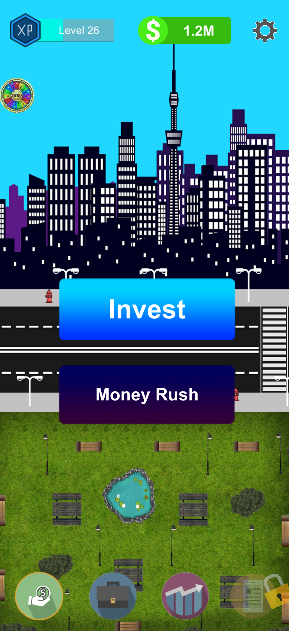 XP
Level 26
$
1.2M
Invest
Money Rush